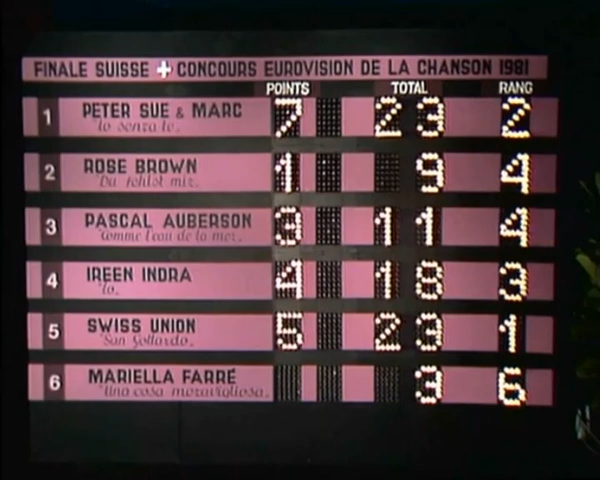 FINALE SUISSE + CONCOURS EUROVISION DE LA CHANSON 1981
POINTS TOTAL RANG
1 PETER SUE & MARC 7 23 2
Io senza te.
2 ROSE BROWN 1 9 4
Du fehlst mir.
3 PASCAL AUBERSON 3 11 4
Comme l'eau de la mer.
4 IREEN INDRA 4 18 3
Io.
5 SWISS UNION 5 28 1
San Gottardo.
6 MARIELLA FARRÉ 3 6
Una cosa meravigliosa.